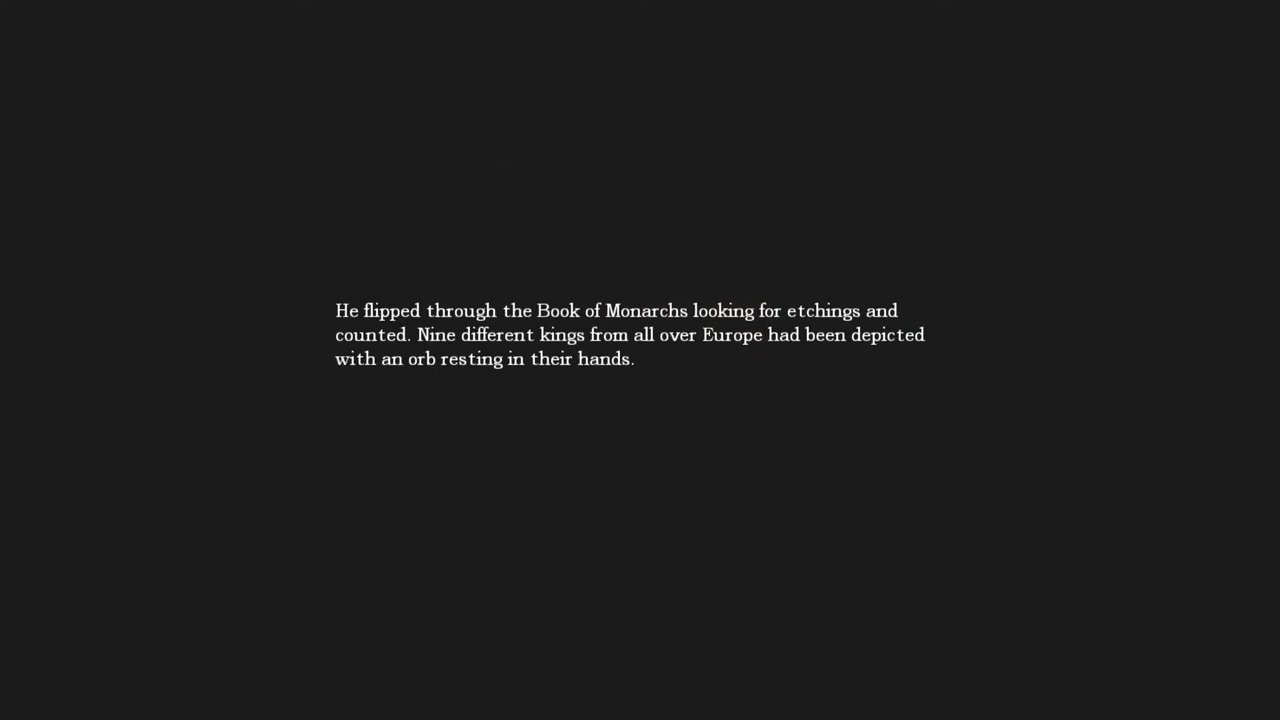 He flipped through the Book of Monarchs looking for etchings and
counted. Nine different kings from all over Europe had been depicted
with an orb resting in their hands.